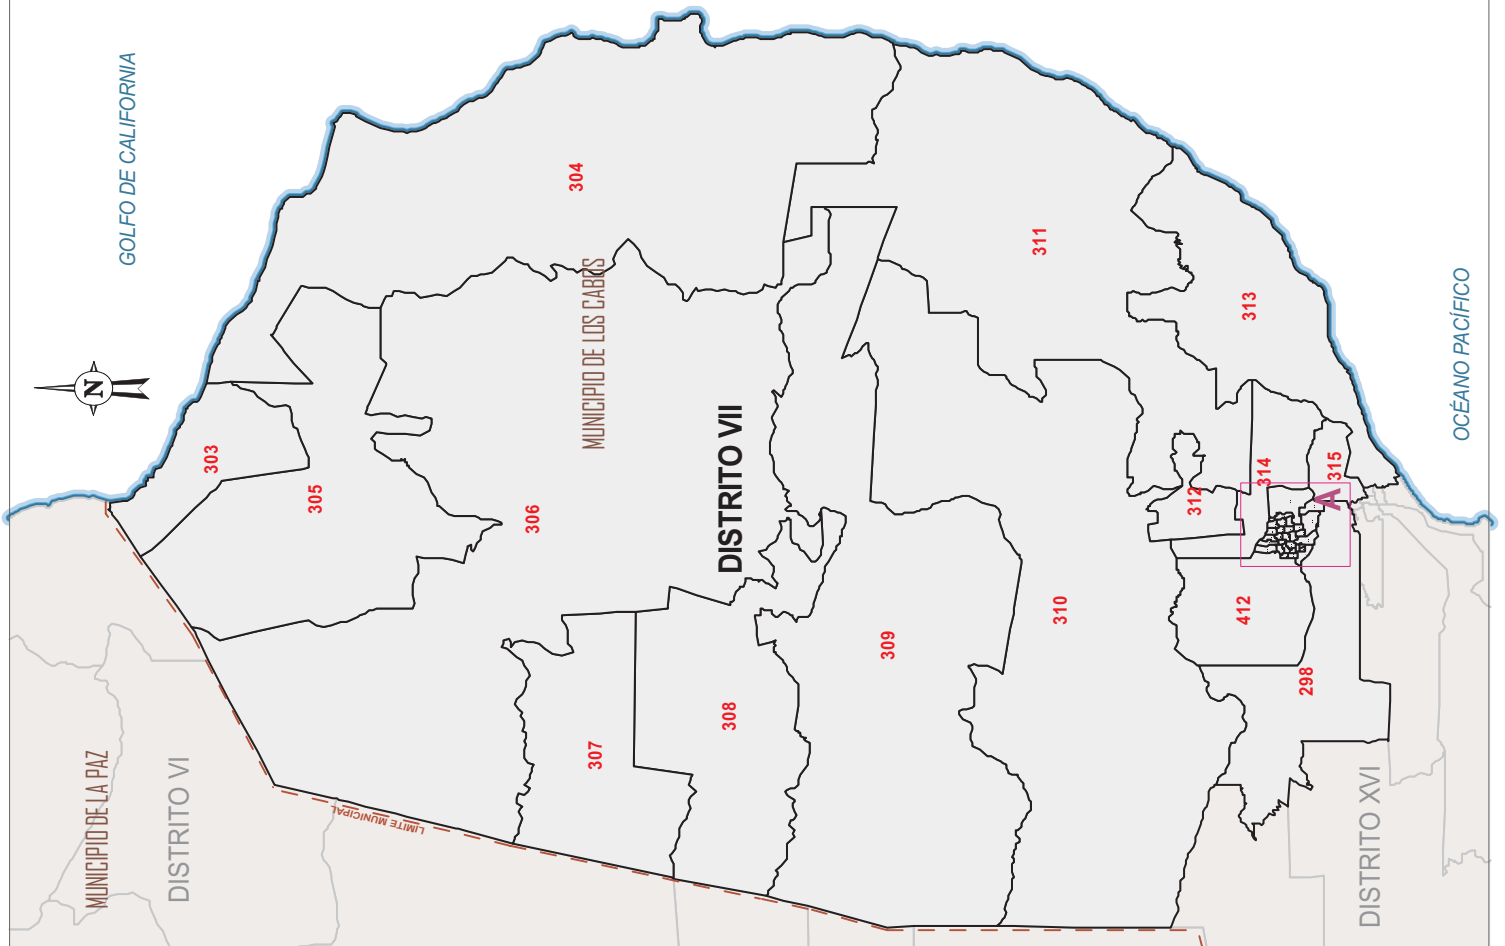 GOLFO DE CALIFORNIA
N
304
303
305
306
MUNICIPIO DE LOS CABOS
DISTRITO VII
311
313
OCÉANO PACÍFICO
312
314
315
A
307
308
309
310
412
298
MUNICIPIO DE LA PAZ
DISTRITO VI
LIMITE MUNICIPAL
DISTRITO XVI